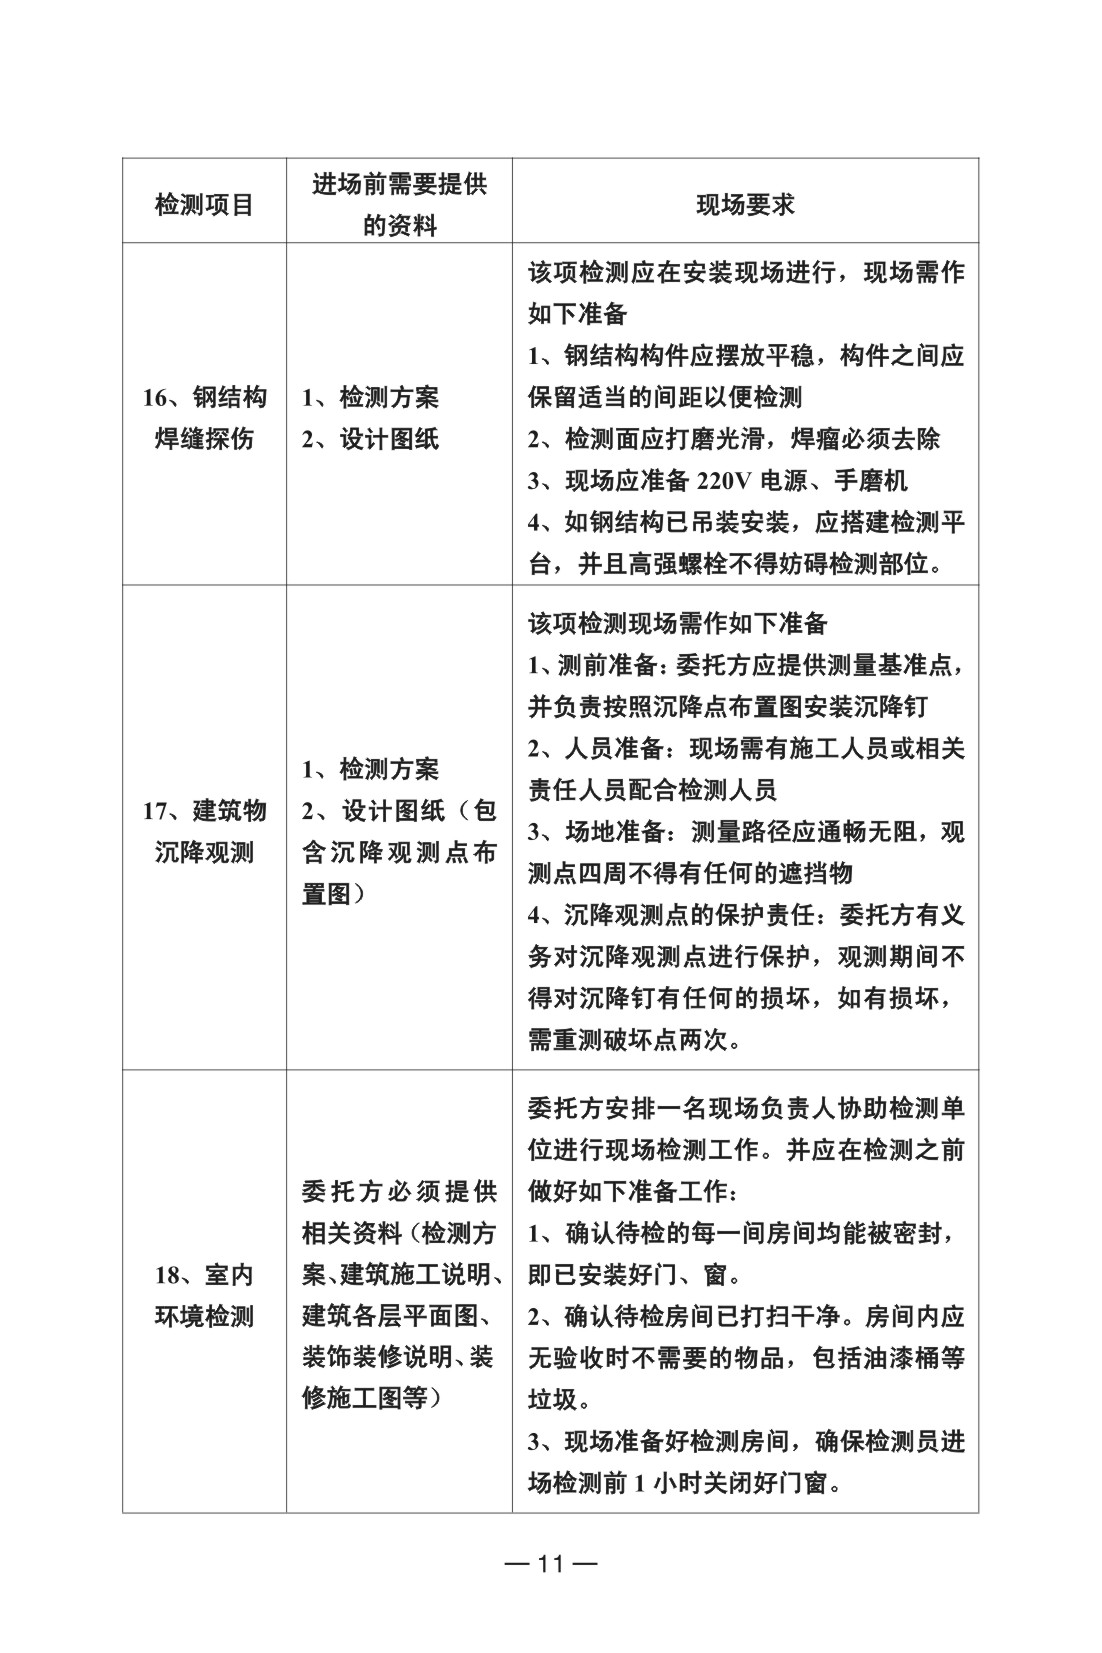 检测项目
进场前需要提供
的资料
现场要求
16、钢结构
焊缝探伤
1、检测方案
2、设计图纸
该项检测应在安装现场进行，现场需作
如下准备
1、钢结构构件应摆放平稳，构件之间应
保留适当的间距以便检测
2、检测面应打磨光滑，焊瘤必须去除
3、现场应准备 220V 电源、手磨机
4、如钢结构已吊装安装，应搭建检测平
台，并且高强螺栓不得妨碍检测部位。
17、建筑物
沉降观测
1、检测方案
2、设计图纸（包
含沉降观测点布
置图）
该项检测现场需作如下准备
1、测前准备：委托方应提供测量基准点，
并负责按照沉降点布置图安装沉降钉
2、人员准备：现场需有施工人员或相关
责任人员配合检测人员
3、场地准备：测量路径应通畅无阻，观
测点四周不得有任何的遮挡物
4、沉降观测点的保护责任：委托方有义
务对沉降观测点进行保护，观测期间不
得对沉降钉有任何的损坏，如有损坏，
需重测破坏点两次。
18、室内
环境检测
委托方必须提供
相关资料（检测方
案、建筑施工说明、
建筑各层平面图、
装饰装修说明、装
修施工图等）
委托方安排一名现场负责人协助检测单
位进行现场检测工作。并应在检测之前
做好如下准备工作：
1、确认待检的每一间房间均能被密封，
即已安装好门、窗。
2、确认待检房间已打扫干净。房间内应
无验收时不需要的物品，包括油漆桶等
垃圾。
3、现场准备好检测房间，确保检测员进
场检测前 1 小时关闭好门窗。
— 11 —